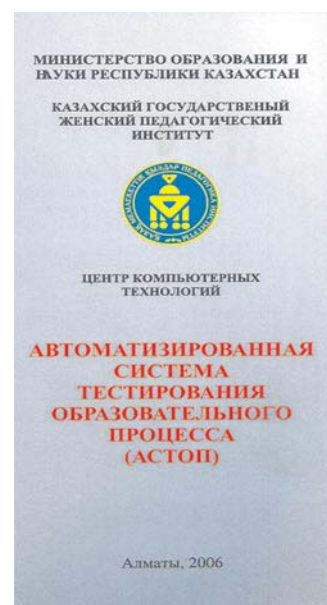 МИНИСТЕРСТВО ОБРАЗОВАНИЯ И
НАУКИ РЕСПУБЛИКИ КАЗАХСТАН
КАЗАХСКИЙ ГОСУДАРСТВЕНЫЙ
ЖЕНСКИЙ ПЕДАГОГИЧЕСКИЙ
ИНСТИТУТ
ЦЕНТР КОМПЬЮТЕРНЫХ
ТЕХНОЛОГИЙ
АВТОМАТИЗИРОВАННАЯ
СИСТЕМА
ТЕСТИРОВАНИЯ
ОБРАЗОВАТЕЛЬНОГО
ПРОЦЕССА
(АСТОП)
Алматы, 2006